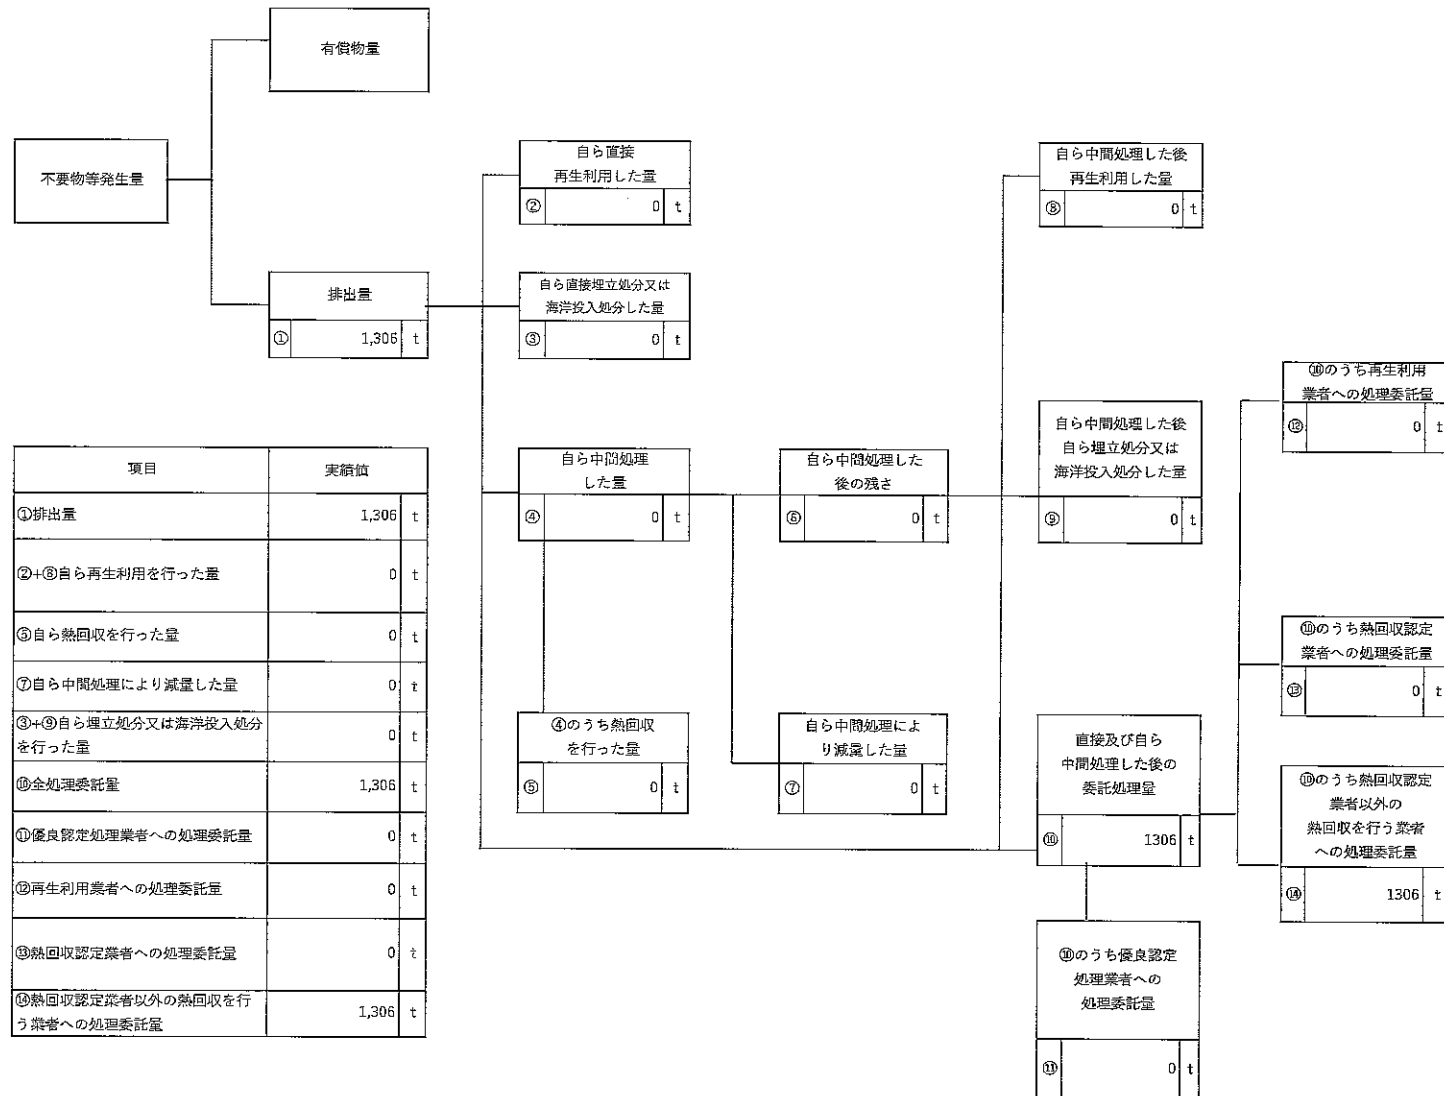 有償物量
不要物等発生量
排出量
① 1,306 t
自ら直接
再生利用した量
② 0 t
自ら直接埋立処分又は
海洋投入処分した量
③ 0 t
自ら中間処理
した量
④ 0 t
④のうち熱回収
を行った量
⑤ 0 t
自ら中間処理した
後の残さ
⑥ 0 t
自ら中間処理によ
り減量した量
⑦ 0 t
自ら中間処理した後
再生利用した量
⑧ 0 t
自ら中間処理した後
自ら埋立処分又は
海洋投入処分した量
⑨ 0 t
直接及び自ら
中間処理した後の
委託処理量
⑩ 1306 t
⑩のうち優良認定
処理業者への
処理委託量
⑪ 0 t
⑩のうち再生利用
業者への処理委託量
⑫ 0 t
⑩のうち熱回収認定
業者への処理委託量
⑬ 0 t
⑩のうち熱回収認定
業者以外の
熱回収を行う業者
への処理委託量
⑭ 1306 t
項目 実績値
①排出量 1,306 t
②+⑧自ら再生利用を行った量 0 t
⑤自ら熱回収を行った量 0 t
⑦自ら中間処理により減量した量 0 t
③+⑨自ら埋立処分又は海洋投入処分
を行った量 0 t
⑩全処理委託量 1,306 t
⑪優良認定処理業者への処理委託量 0 t
⑫再生利用業者への処理委託量 0 t
⑬熱回収認定業者への処理委託量 0 t
⑭熱回収認定業者以外の熱回収を行
う業者への処理委託量 1,306 t